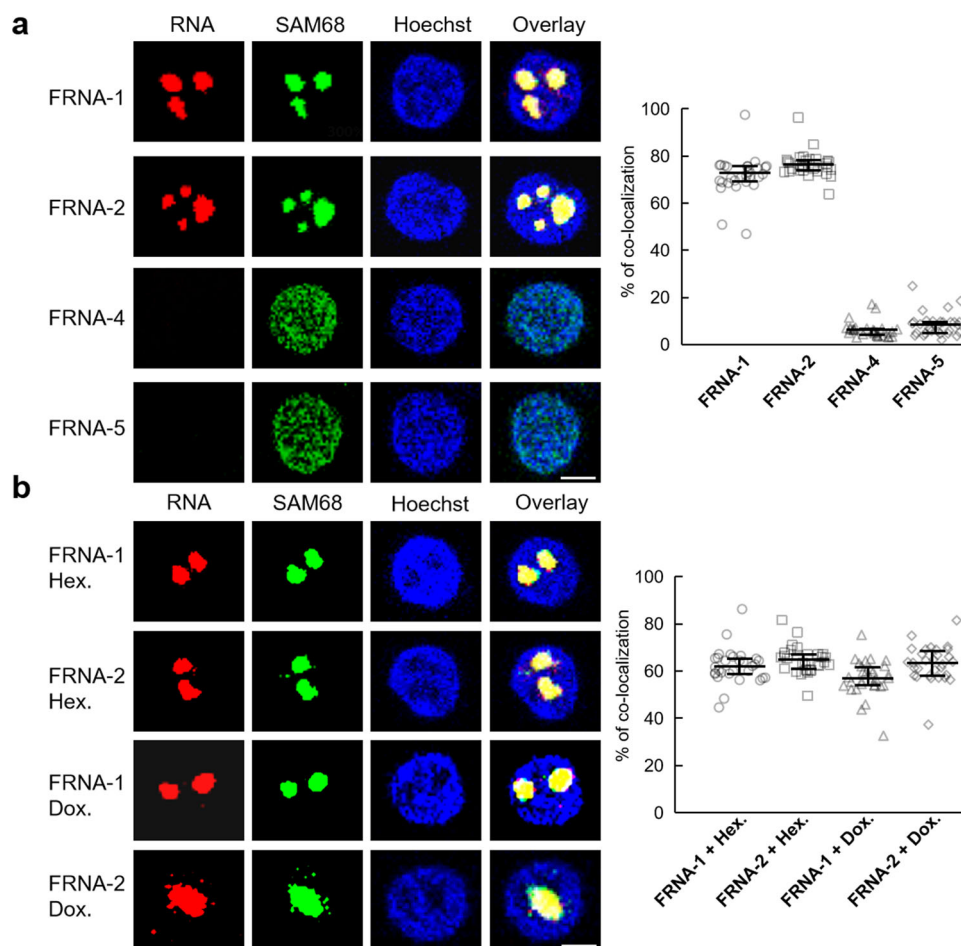 a
RNA SAM68 Hoechst Overlay
FRNA-1
FRNA-2
FRNA-4
FRNA-5
% of co-localization
100
80
60
40
20
0
FRNA-1
FRNA-2
FRNA-4
FRNA-5
b
RNA SAM68 Hoechst Overlay
FRNA-1
Hex.
FRNA-2
Hex.
FRNA-1
Dox.
FRNA-2
Dox.
% of co-localization
100
80
60
40
20
0
FRNA-1 + Hex.
FRNA-2 + Hex.
FRNA-1 + Dox.
FRNA-2 + Dox.